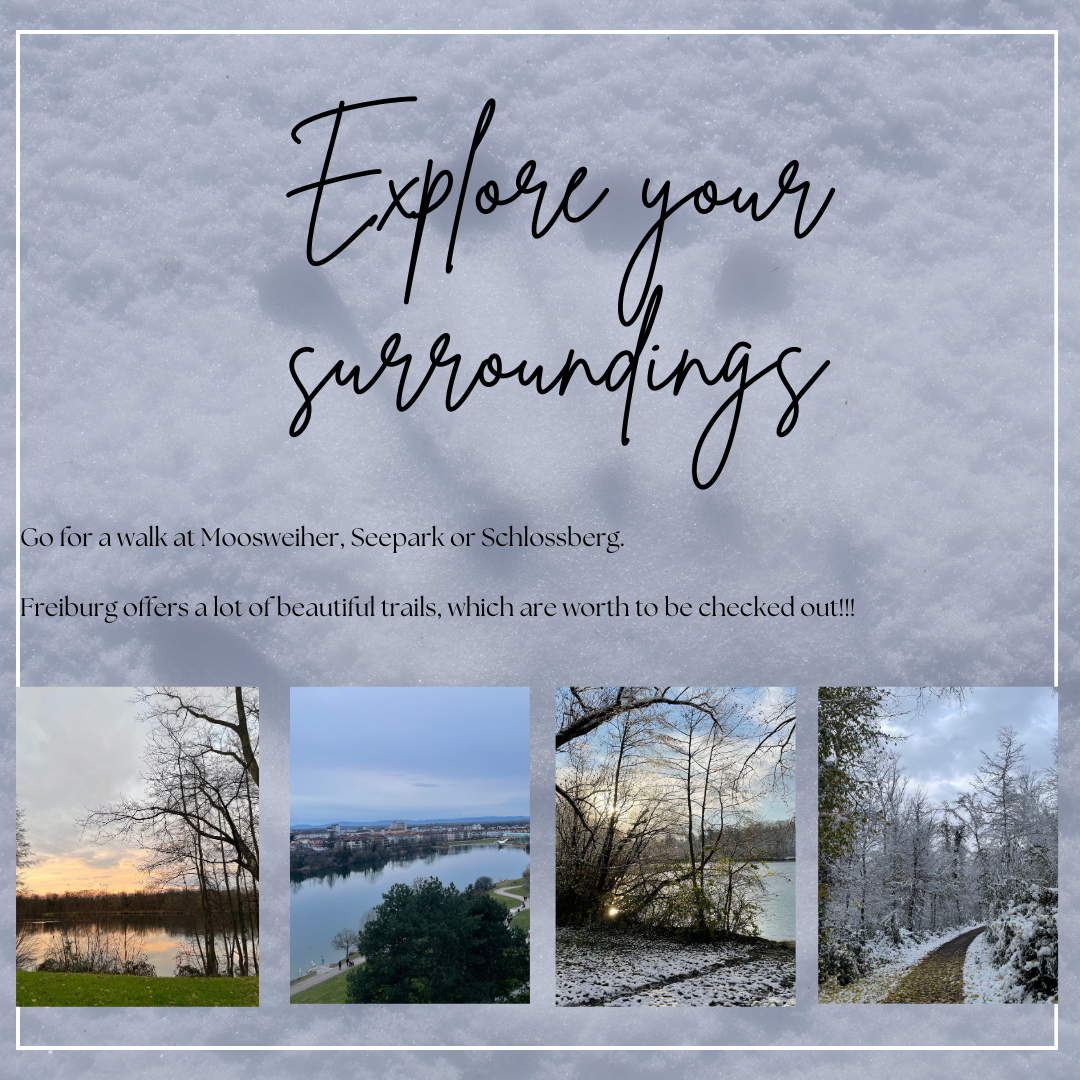 Explore your
surroundings
Go for a walk at Moosweiher, Seepark or Schlossberg.
Freiburg offers a lot of beautiful trails, which are worth to be checked out!!!